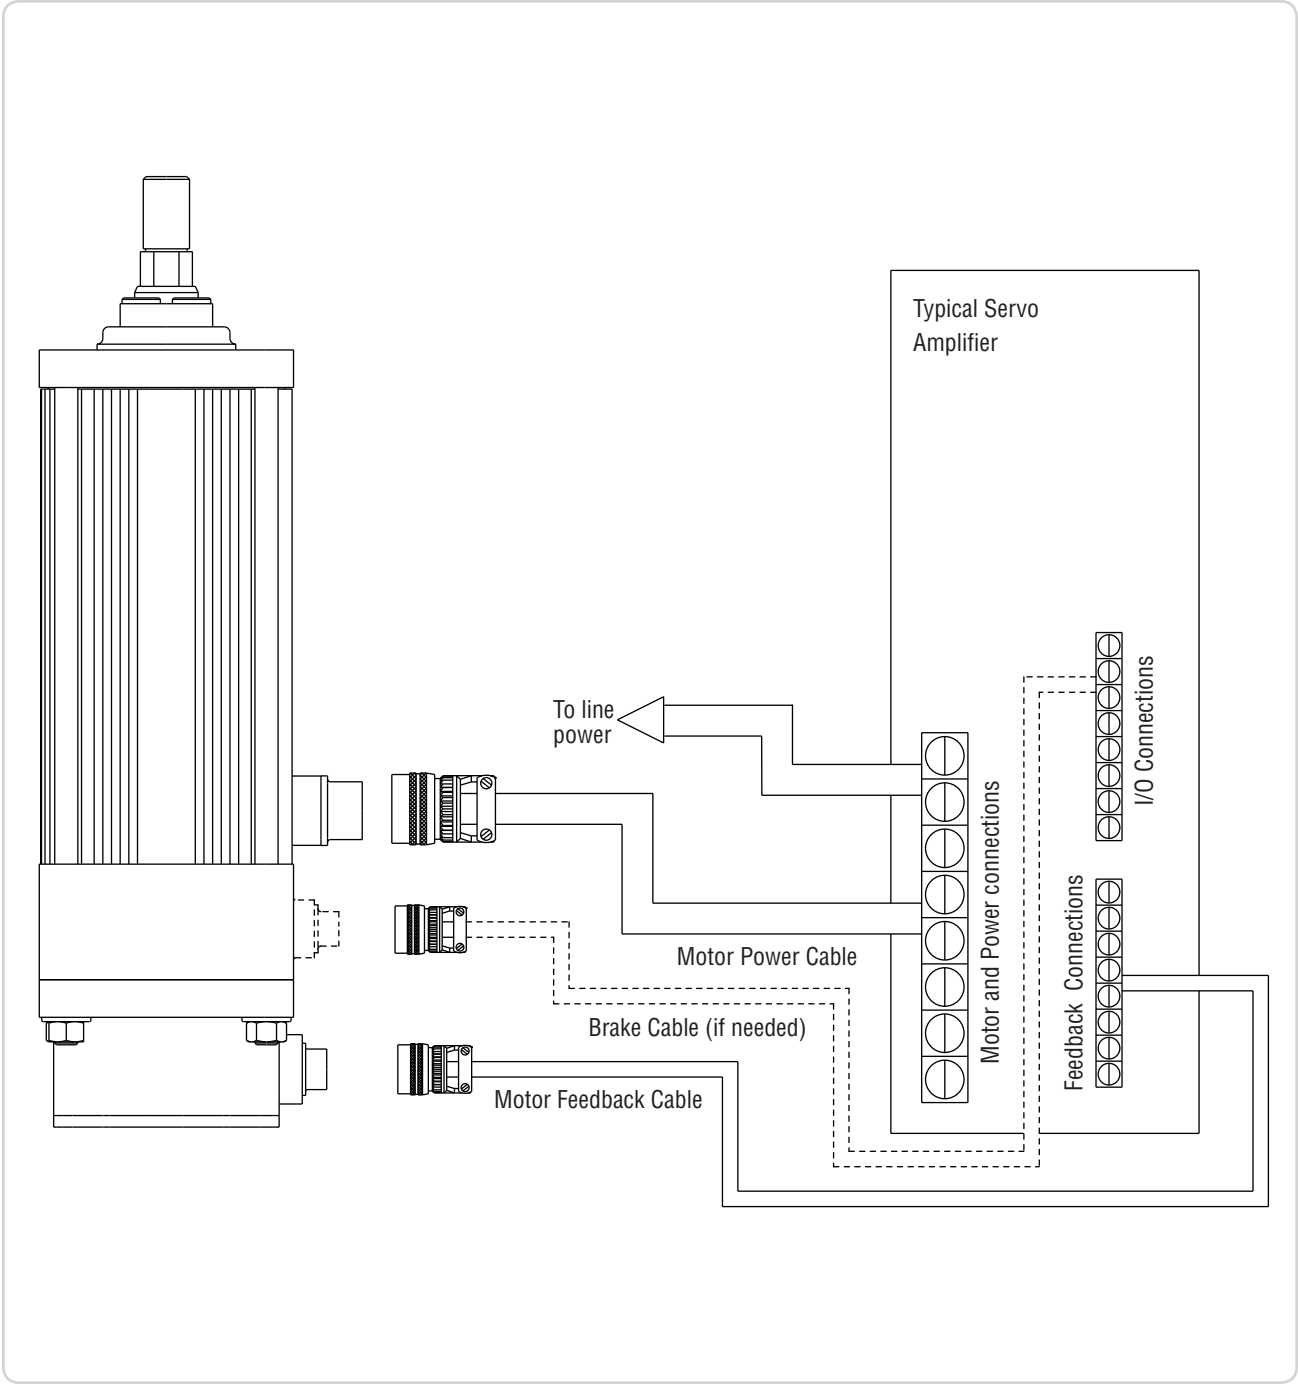 Typical Servo
Amplifier
To line
power
I/O Connections
Motor and Power connections
Feedback Connections
Motor Power Cable
Brake Cable (if needed)
Motor Feedback Cable